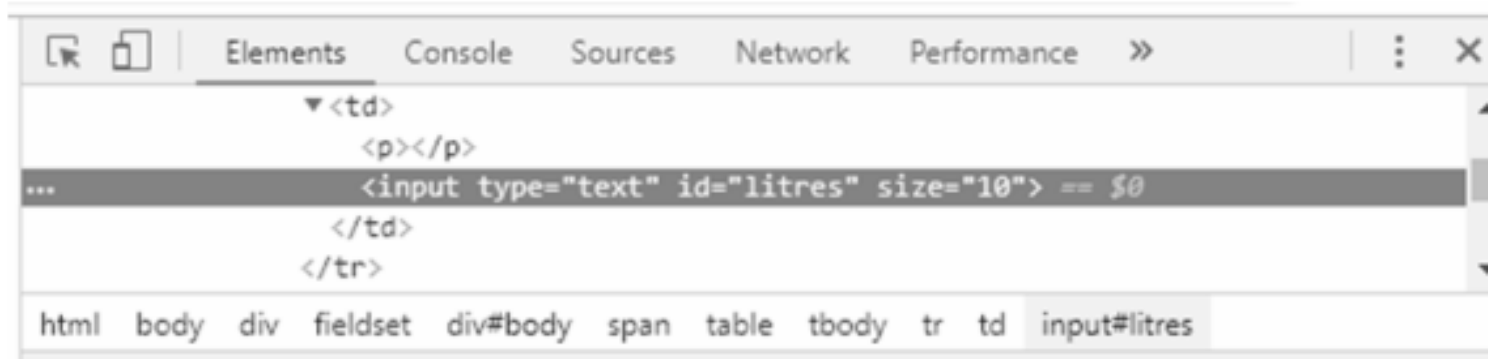 Elements Console Sources Network Performance »
▼<td>
<p></p>
... <input type="text" id="litres" size="10"> == $0
</td>
</tr>
html body div fieldset div#body span table tbody tr td input#litres